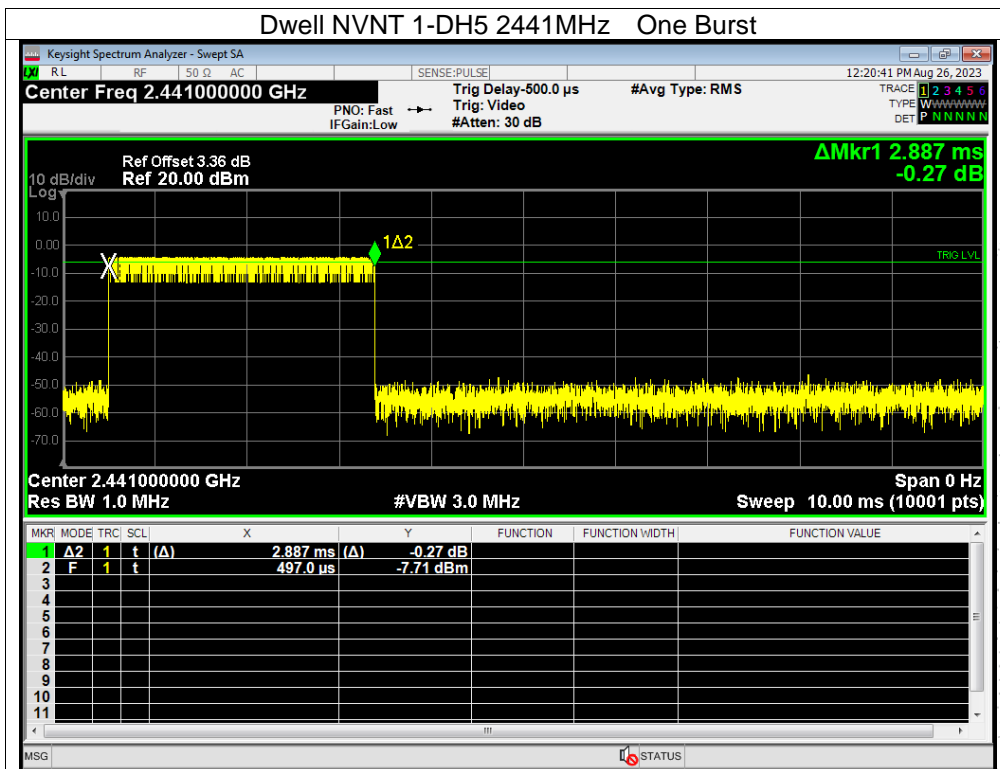 Dwell NVNT 1-DH5 2441MHz One Burst
Keysight Spectrum Analyzer - Swept SA
LXI RL RF 50 Ω AC SENSE:PULSE 12:20:41 PM Aug 26, 2023
Center Freq 2.441000000 GHz Trig Delay-500.0 µs #Avg Type: RMS TRACE 1 2 3 4 5 6
PNO: Fast Trig: Video TYPE WWWWWW
IFGain:Low #Atten: 30 dB DET P N N N N N
ΔMkr1 2.887 ms
-0.27 dB
Ref Offset 3.36 dB
10 dB/div Ref 20.00 dBm
Log
10.0
0.00
1Δ2
TRIG LVL
-10.0
-20.0
-30.0
-40.0
-50.0
-60.0
-70.0
Center 2.441000000 GHz Span 0 Hz
Res BW 1.0 MHz #VBW 3.0 MHz Sweep 10.00 ms (10001 pts)
MKR MODE TRC SCL X Y FUNCTION FUNCTION WIDTH FUNCTION VALUE
1 Δ2 1 t (Δ) 2.887 ms (Δ) -0.27 dB
2 F 1 t 497.0 µs -7.71 dBm
3
4
5
6
7
8
9
10
11
MSG STATUS